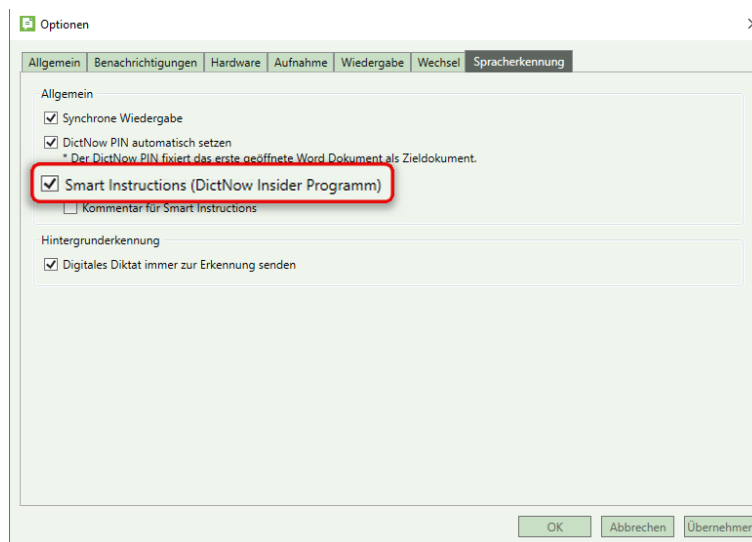 Optionen
Allgemein Benachrichtigungen Hardware Aufnahme Wiedergabe Wechsel Spracherkennung
Allgemein
Synchrone Wiedergabe
DictNow PIN automatisch setzen
* Der DictNow PIN fixiert das erste geöffnete Word Dokument als Zieldokument.
Smart Instructions (DictNow Insider Programm)
Kommentar für Smart Instructions
Hintergrunderkennung
Digitales Diktat immer zur Erkennung senden
OK Abbrechen Übernehmen